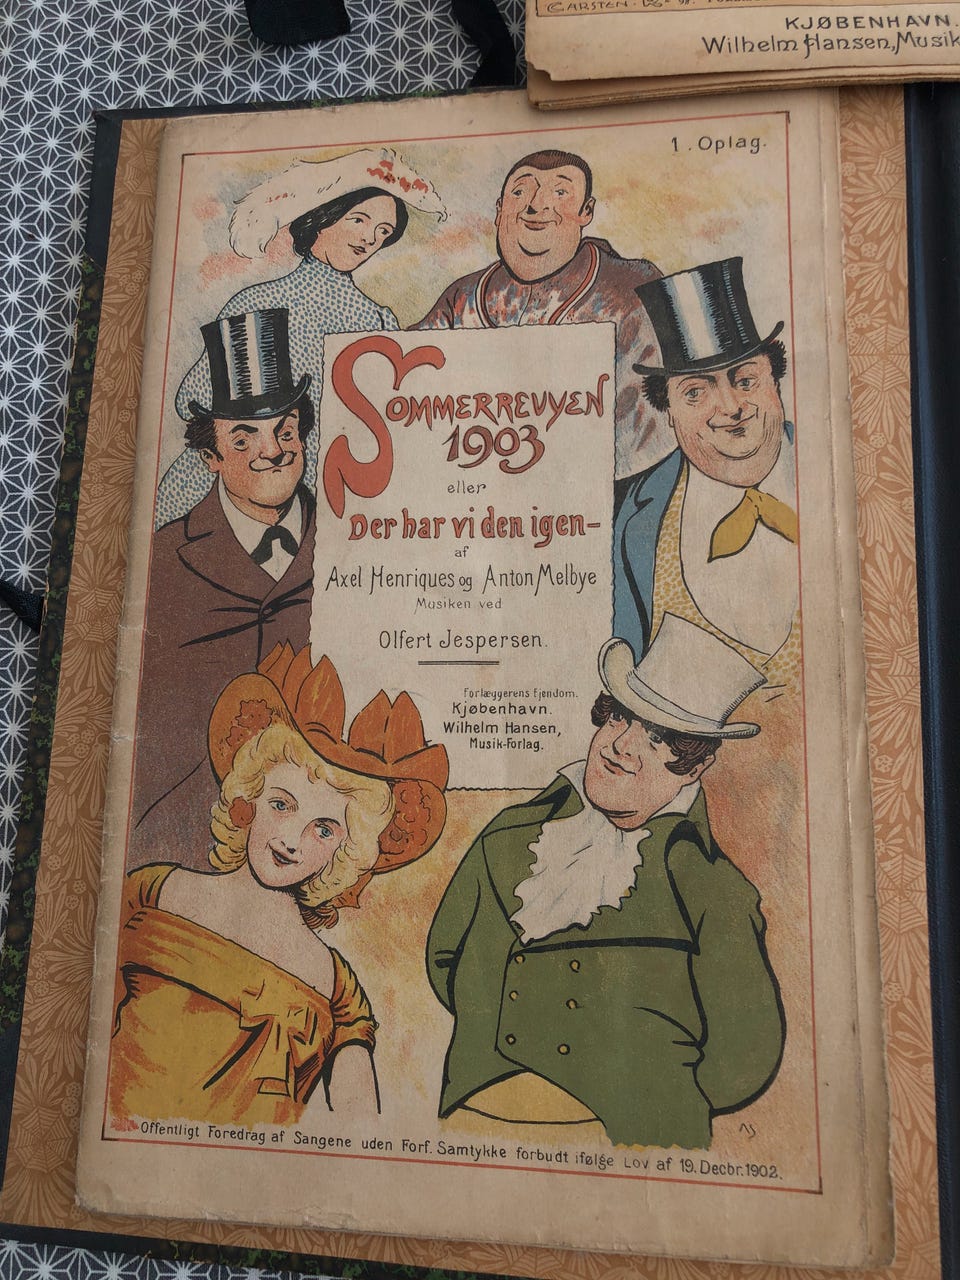 CARSTEN.
KJØBENHAVN.
Wilhelm Hansen, Musik
1. Oplag.
SOMMERREVYEN
1903
eller
Der har vi den igen-
af
Axel Henriques og Anton Melbye
Musiken ved
Olfert Jespersen.
Forlæggerens Ejendom.
Kjøbenhavn.
Wilhelm Hansen,
Musik-Forlag.
Offentligt Foredrag af Sangene uden Forf. Samtykke forbudt ifølge Lov af 19. Decbr. 1902.